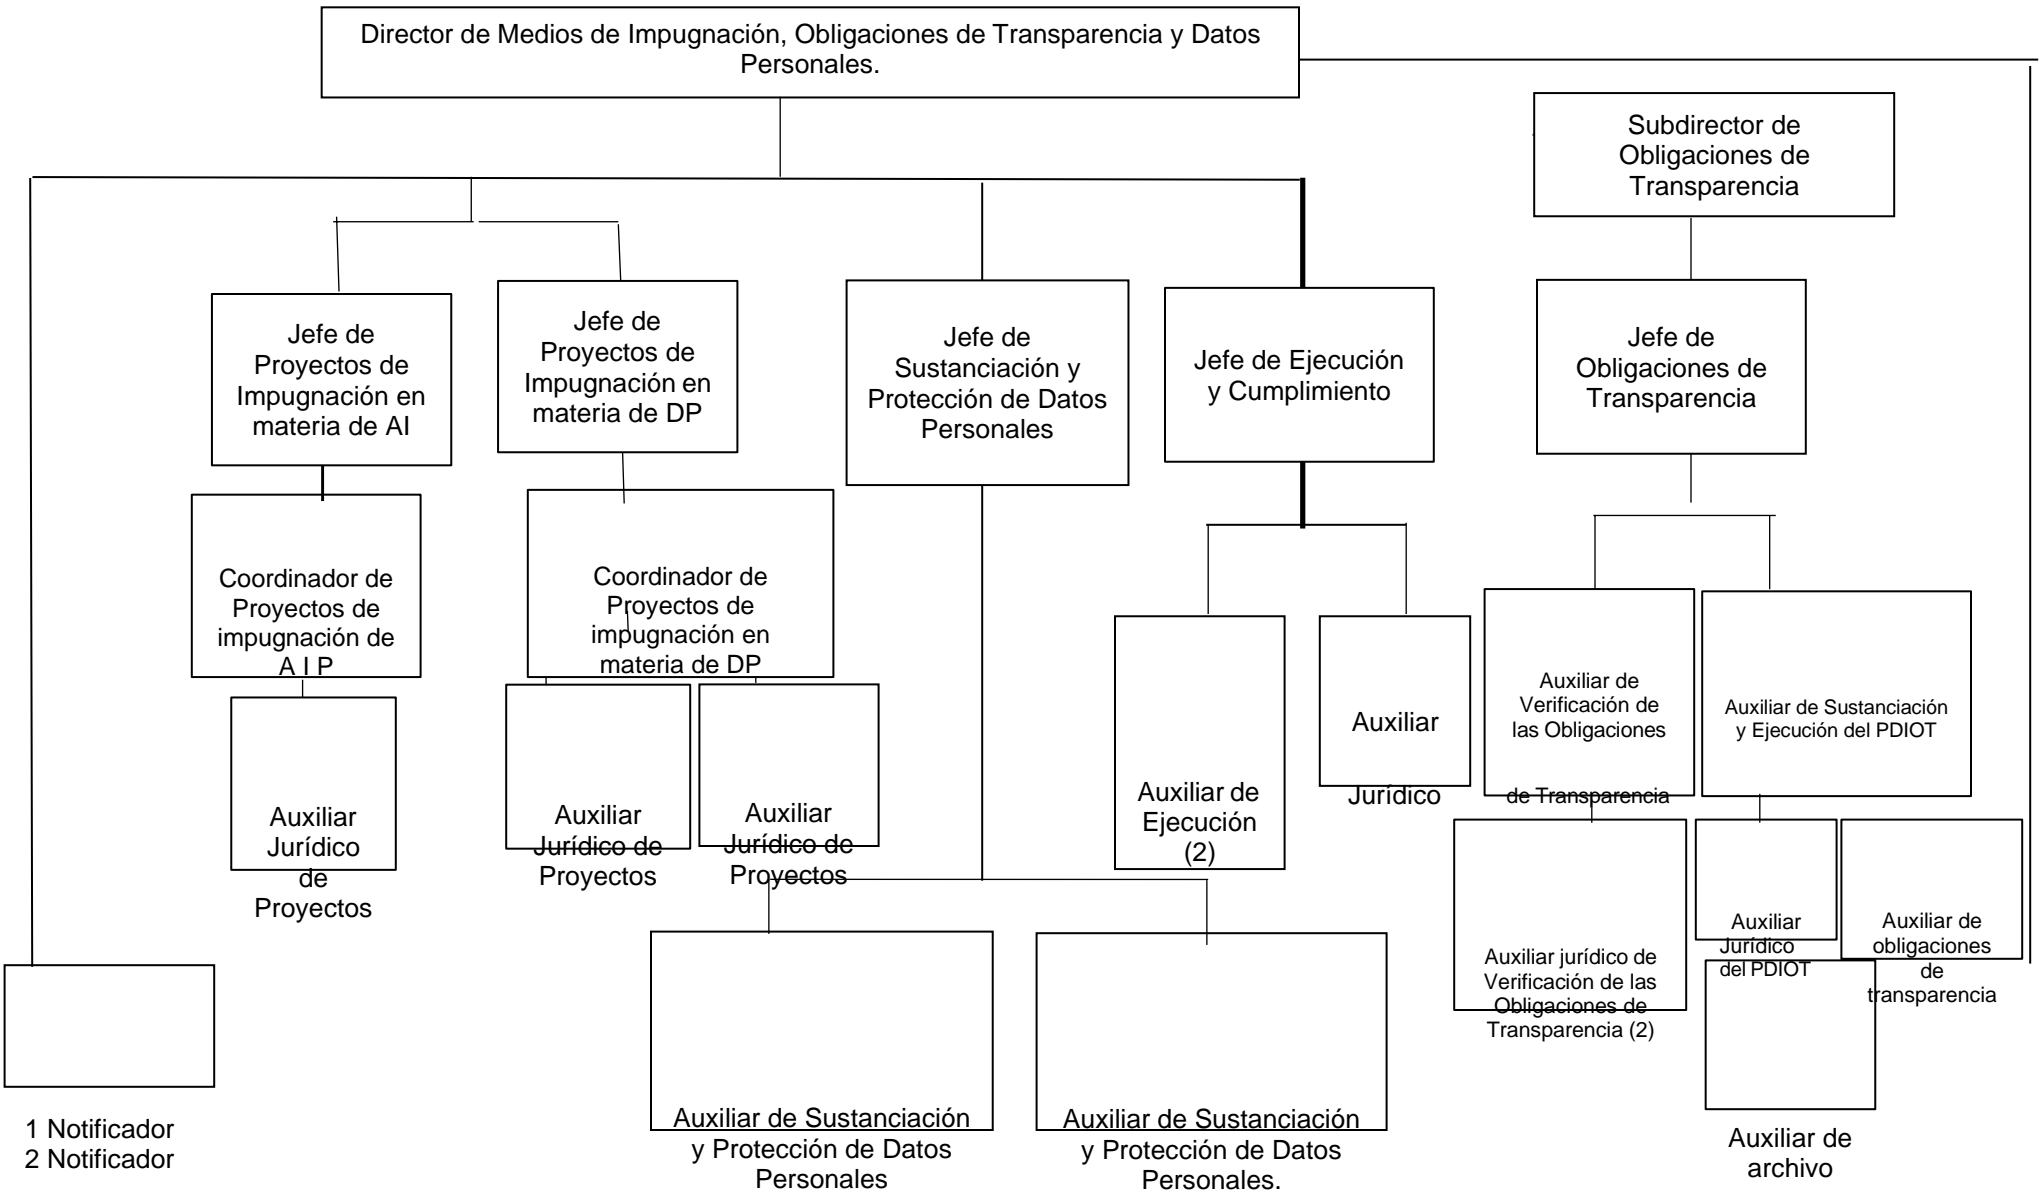 Director de Medios de Impugnación, Obligaciones de Transparencia y Datos
Personales.
Subdirector de
Obligaciones de
Transparencia
Jefe de
Proyectos de
Impugnación en
materia de AI
Jefe de
Proyectos de
Impugnación en
materia de DP
Jefe de
Sustanciación y
Protección de Datos
Personales
Jefe de Ejecución
y Cumplimiento
Jefe de
Obligaciones de
Transparencia
Coordinador de
Proyectos de
impugnación de
A I P
Coordinador de
Proyectos de
impugnación en
materia de DP
Auxiliar
Jurídico
de
Proyectos
Auxiliar
Jurídico de
Proyectos
Auxiliar
Jurídico de
Proyectos
Auxiliar de
Ejecución
(2)
Auxiliar
Jurídico
Auxiliar de
Verificación de
las Obligaciones
de Transparencia
Auxiliar de Sustanciación
y Ejecución del PDIOT
Auxiliar jurídico de
Verificación de las
Obligaciones de
Transparencia (2)
Auxiliar
Jurídico
del PDIOT
Auxiliar de
obligaciones
de
transparencia
1 Notificador
2 Notificador
Auxiliar de Sustanciación
y Protección de Datos
Personales
Auxiliar de Sustanciación
y Protección de Datos
Personales.
Auxiliar de
archivo